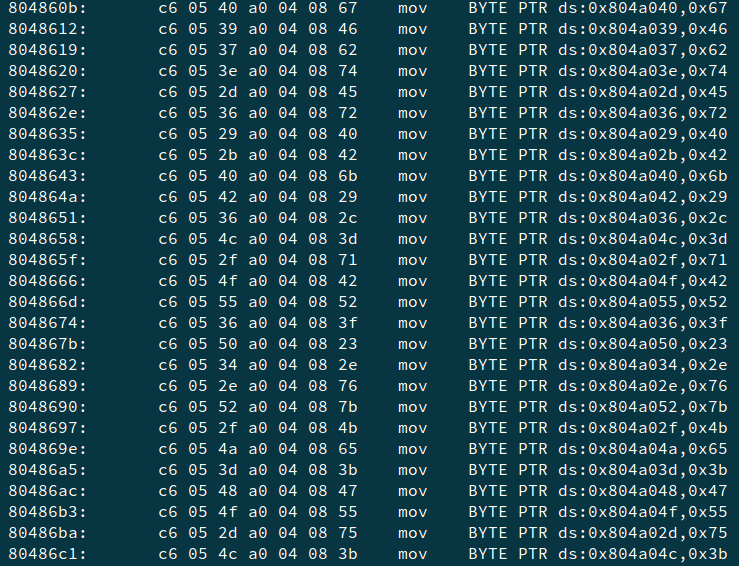 804860b: c6 05 40 a0 04 08 67 mov BYTE PTR ds:0x804a040,0x67
8048612: c6 05 39 a0 04 08 46 mov BYTE PTR ds:0x804a039,0x46
8048619: c6 05 37 a0 04 08 62 mov BYTE PTR ds:0x804a037,0x62
8048620: c6 05 3e a0 04 08 74 mov BYTE PTR ds:0x804a03e,0x74
8048627: c6 05 2d a0 04 08 45 mov BYTE PTR ds:0x804a02d,0x45
804862e: c6 05 36 a0 04 08 72 mov BYTE PTR ds:0x804a036,0x72
8048635: c6 05 29 a0 04 08 40 mov BYTE PTR ds:0x804a029,0x40
804863c: c6 05 2b a0 04 08 42 mov BYTE PTR ds:0x804a02b,0x42
8048643: c6 05 40 a0 04 08 6b mov BYTE PTR ds:0x804a040,0x6b
804864a: c6 05 42 a0 04 08 29 mov BYTE PTR ds:0x804a042,0x29
8048651: c6 05 36 a0 04 08 2c mov BYTE PTR ds:0x804a036,0x2c
8048658: c6 05 4c a0 04 08 3d mov BYTE PTR ds:0x804a04c,0x3d
804865f: c6 05 2f a0 04 08 71 mov BYTE PTR ds:0x804a02f,0x71
8048666: c6 05 4f a0 04 08 42 mov BYTE PTR ds:0x804a04f,0x42
804866d: c6 05 55 a0 04 08 52 mov BYTE PTR ds:0x804a055,0x52
8048674: c6 05 36 a0 04 08 3f mov BYTE PTR ds:0x804a036,0x3f
804867b: c6 05 50 a0 04 08 23 mov BYTE PTR ds:0x804a050,0x23
8048682: c6 05 34 a0 04 08 2e mov BYTE PTR ds:0x804a034,0x2e
8048689: c6 05 2e a0 04 08 76 mov BYTE PTR ds:0x804a02e,0x76
8048690: c6 05 52 a0 04 08 7b mov BYTE PTR ds:0x804a052,0x7b
8048697: c6 05 2f a0 04 08 4b mov BYTE PTR ds:0x804a02f,0x4b
804869e: c6 05 4a a0 04 08 65 mov BYTE PTR ds:0x804a04a,0x65
80486a5: c6 05 3d a0 04 08 3b mov BYTE PTR ds:0x804a03d,0x3b
80486ac: c6 05 48 a0 04 08 47 mov BYTE PTR ds:0x804a048,0x47
80486b3: c6 05 4f a0 04 08 55 mov BYTE PTR ds:0x804a04f,0x55
80486ba: c6 05 2d a0 04 08 75 mov BYTE PTR ds:0x804a02d,0x75
80486c1: c6 05 4c a0 04 08 3b mov BYTE PTR ds:0x804a04c,0x3b